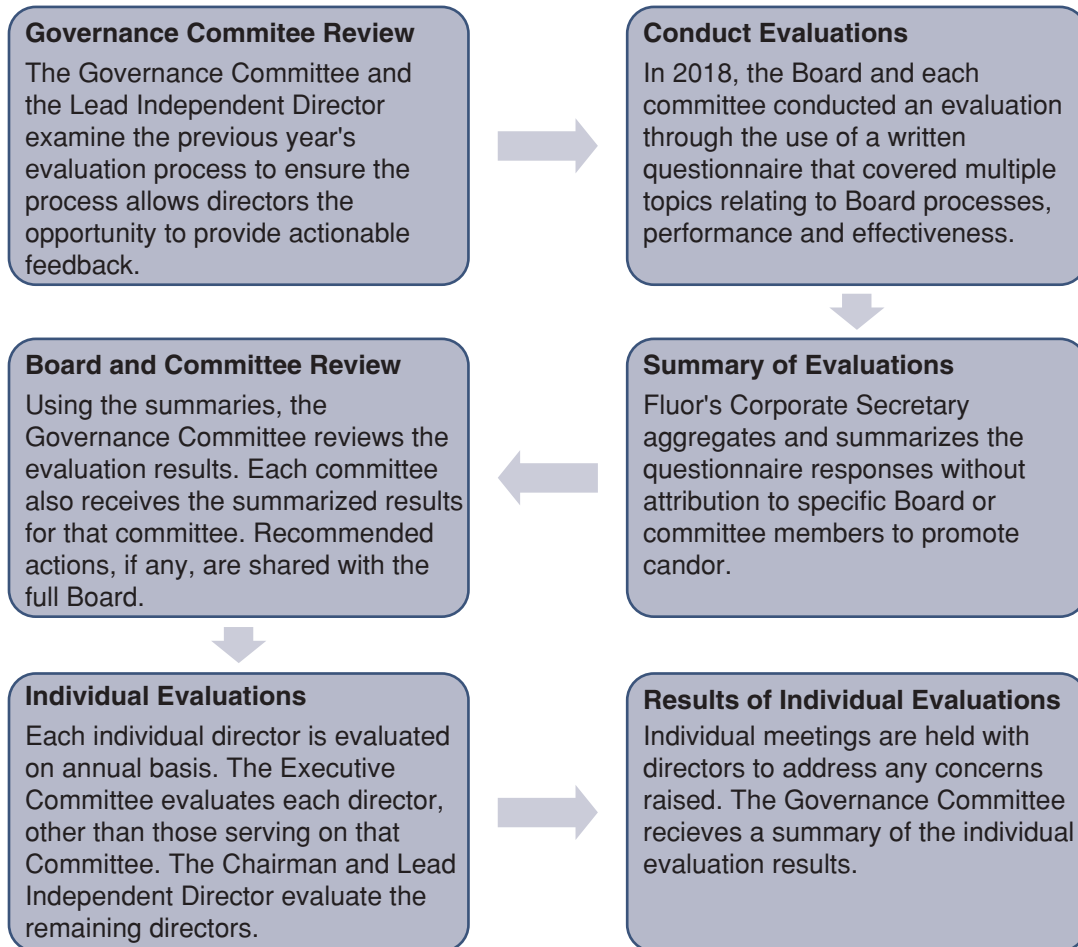 Governance Commitee Review
The Governance Committee and
the Lead Independent Director
examine the previous year's
evaluation process to ensure the
process allows directors the
opportunity to provide actionable
feedback.
Conduct Evaluations
In 2018, the Board and each
committee conducted an evaluation
through the use of a written
questionnaire that covered multiple
topics relating to Board processes,
performance and effectiveness.
Summary of Evaluations
Fluor's Corporate Secretary
aggregates and summarizes the
questionnaire responses without
attribution to specific Board or
committee members to promote
candor.
Board and Committee Review
Using the summaries, the
Governance Committee reviews the
evaluation results. Each committee
also receives the summarized results
for that committee. Recommended
actions, if any, are shared with the
full Board.
Individual Evaluations
Each individual director is evaluated
on annual basis. The Executive
Committee evaluates each director,
other than those serving on that
Committee. The Chairman and Lead
Independent Director evaluate the
remaining directors.
Results of Individual Evaluations
Individual meetings are held with
directors to address any concerns
raised. The Governance Committee
recieves a summary of the individual
evaluation results.